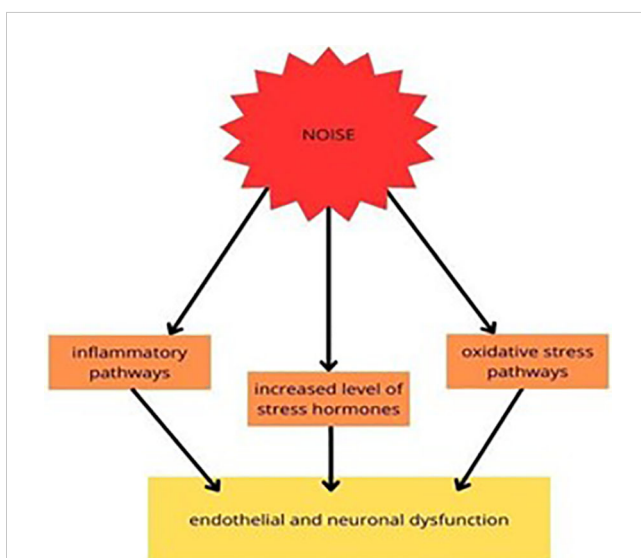 NOISE
inflammatory
pathways
increased level of
stress hormones
oxidative stress
pathways
endothelial and neuronal dysfunction